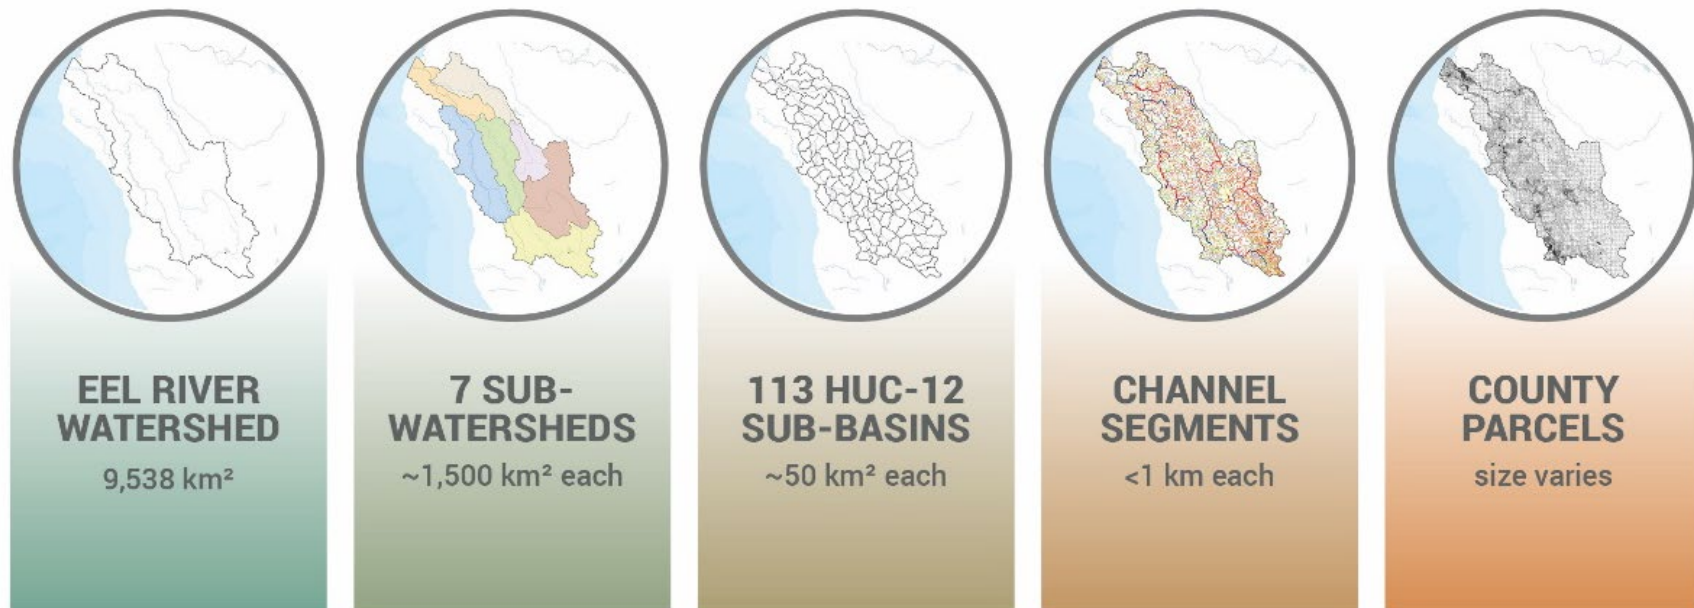 EEL RIVER
WATERSHED
9,538 km²
7 SUB-
WATERSHEDS
~1,500 km² each
113 HUC-12
SUB-BASINS
~50 km² each
CHANNEL
SEGMENTS
<1 km each
COUNTY
PARCELS
size varies